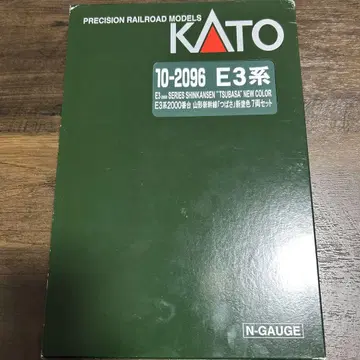 PRECISION RAILROAD MODELS
KATO
10-2096 E3系
E3 2000 SERIES SHINKANSEN "TSUBASA" NEW COLOR
E3系2000番台 山形新幹線「つばさ」新塗色 7両セット
N-GAUGE